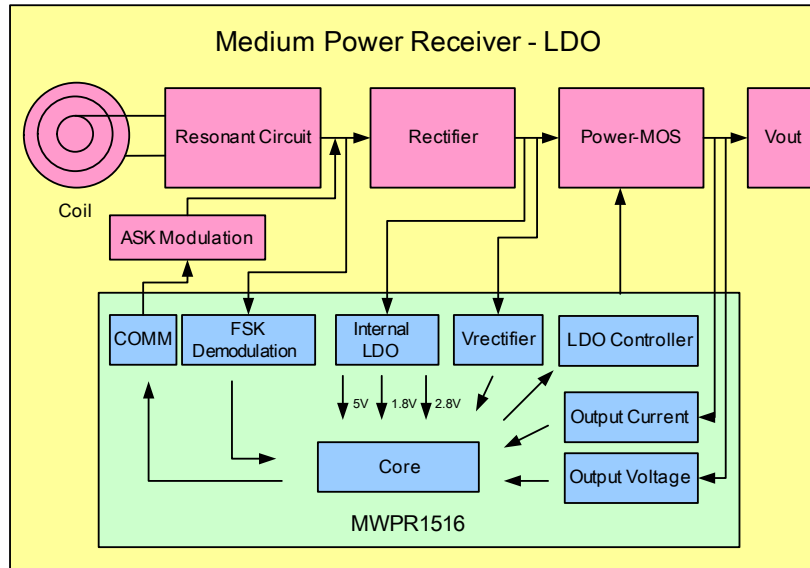 Medium Power Receiver - LDO
Resonant Circuit
Rectifier
Power-MOS
Vout
Coil
ASK Modulation
COMM
FSK
Demodulation
Internal
LDO
Vrectifier
LDO Controller
5V
1.8V
2.8V
Output Current
Core
Output Voltage
MWPR1516